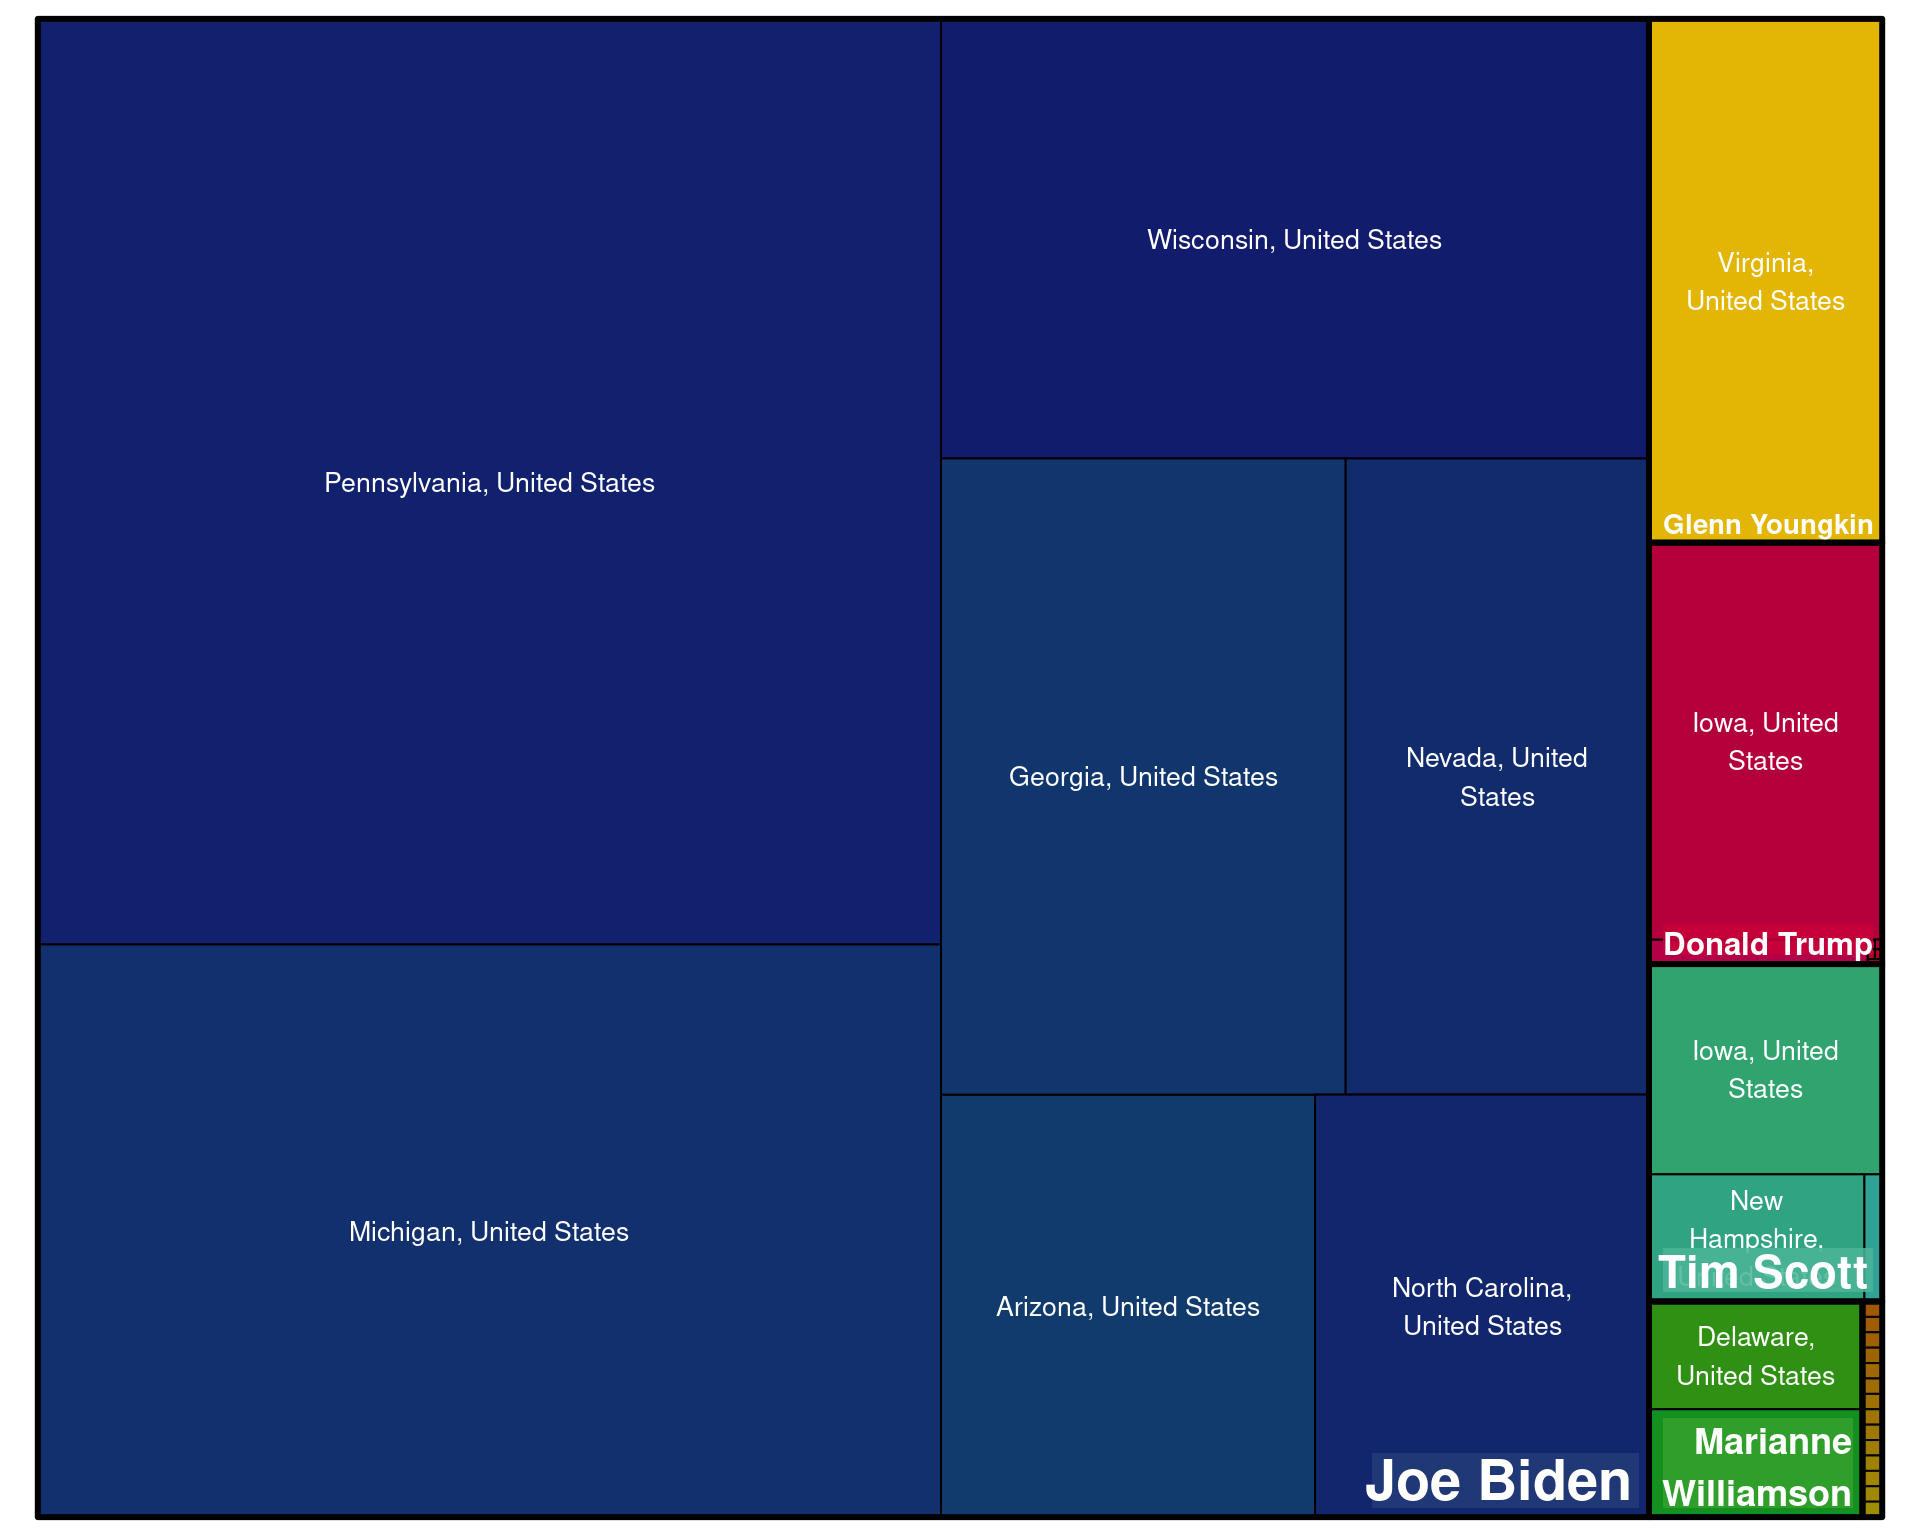 Pennsylvania, United States
Michigan, United States
Wisconsin, United States
Georgia, United States
Nevada, United
States
Arizona, United States
North Carolina,
United States
Joe Biden
Virginia,
United States
Glenn Youngkin
Iowa, United
States
Donald Trump
Iowa, United
States
New
Hampshire,
Tim Scott
Delaware,
United States
Marianne
Williamson